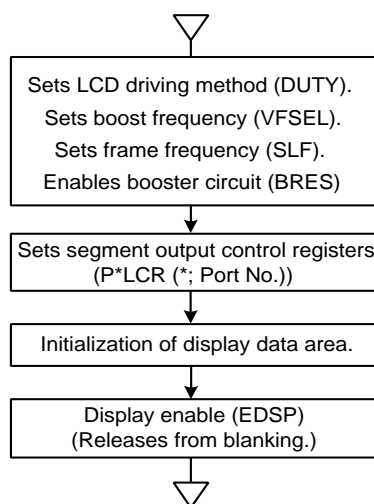 Sets LCD driving method (DUTY).
Sets boost frequency (VFSEL).
Sets frame frequency (SLF).
Enables booster circuit (BRES)
Sets segment output control registers
(P*LCR (*; Port No.))
Initialization of display data area.
Display enable (EDSP)
(Releases from blanking.)